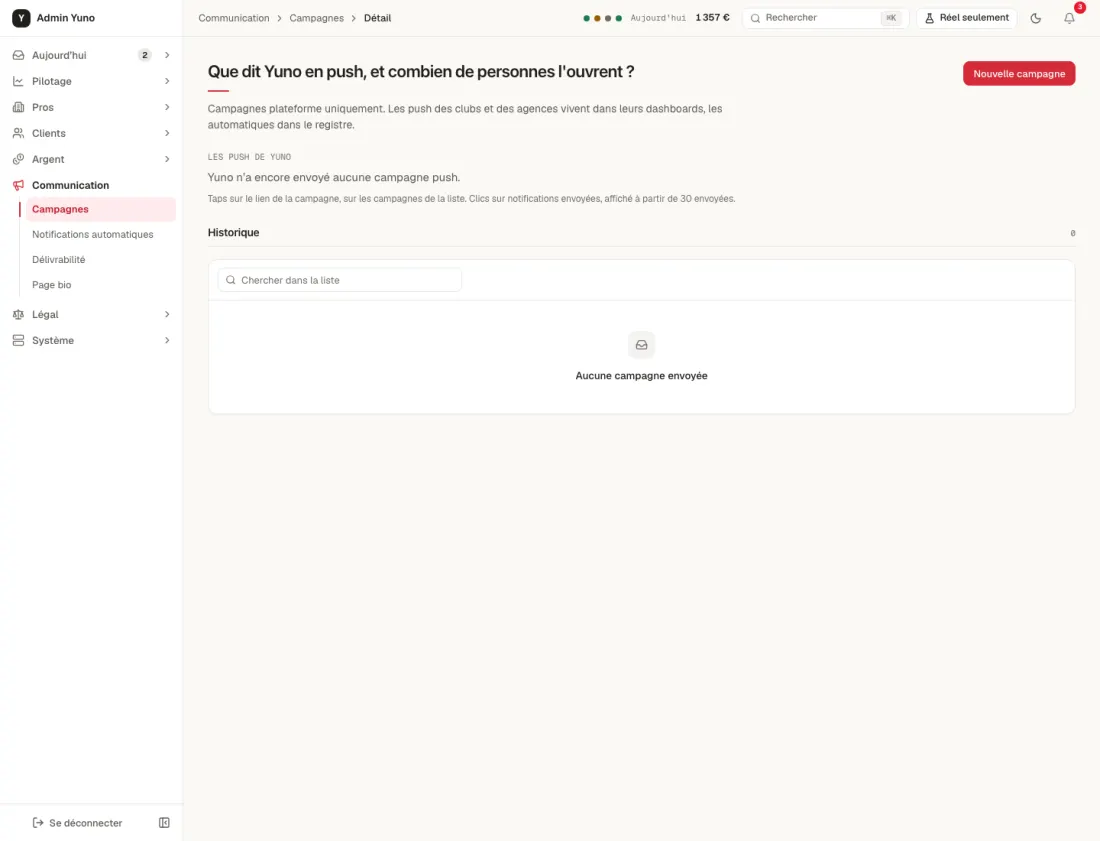 Y Admin Yuno
Communication > Campagnes > Détail
Aujourd'hui 1 357 €
Rechercher ⌘K
Réel seulement
3
Aujourd'hui 2
Pilotage
Pros
Clients
Argent
Communication
Campagnes
Notifications automatiques
Délivrabilité
Page bio
Légal
Système
Se déconnecter
Que dit Yuno en push, et combien de personnes l'ouvrent ?
Nouvelle campagne
Campagnes plateforme uniquement. Les push des clubs et des agences vivent dans leurs dashboards, les
automatiques dans le registre.
LES PUSH DE YUNO
Yuno n'a encore envoyé aucune campagne push.
Taps sur le lien de la campagne, sur les campagnes de la liste. Clics sur notifications envoyées, affiché à partir de 30 envoyées.
Historique 0
Chercher dans la liste
Aucune campagne envoyée